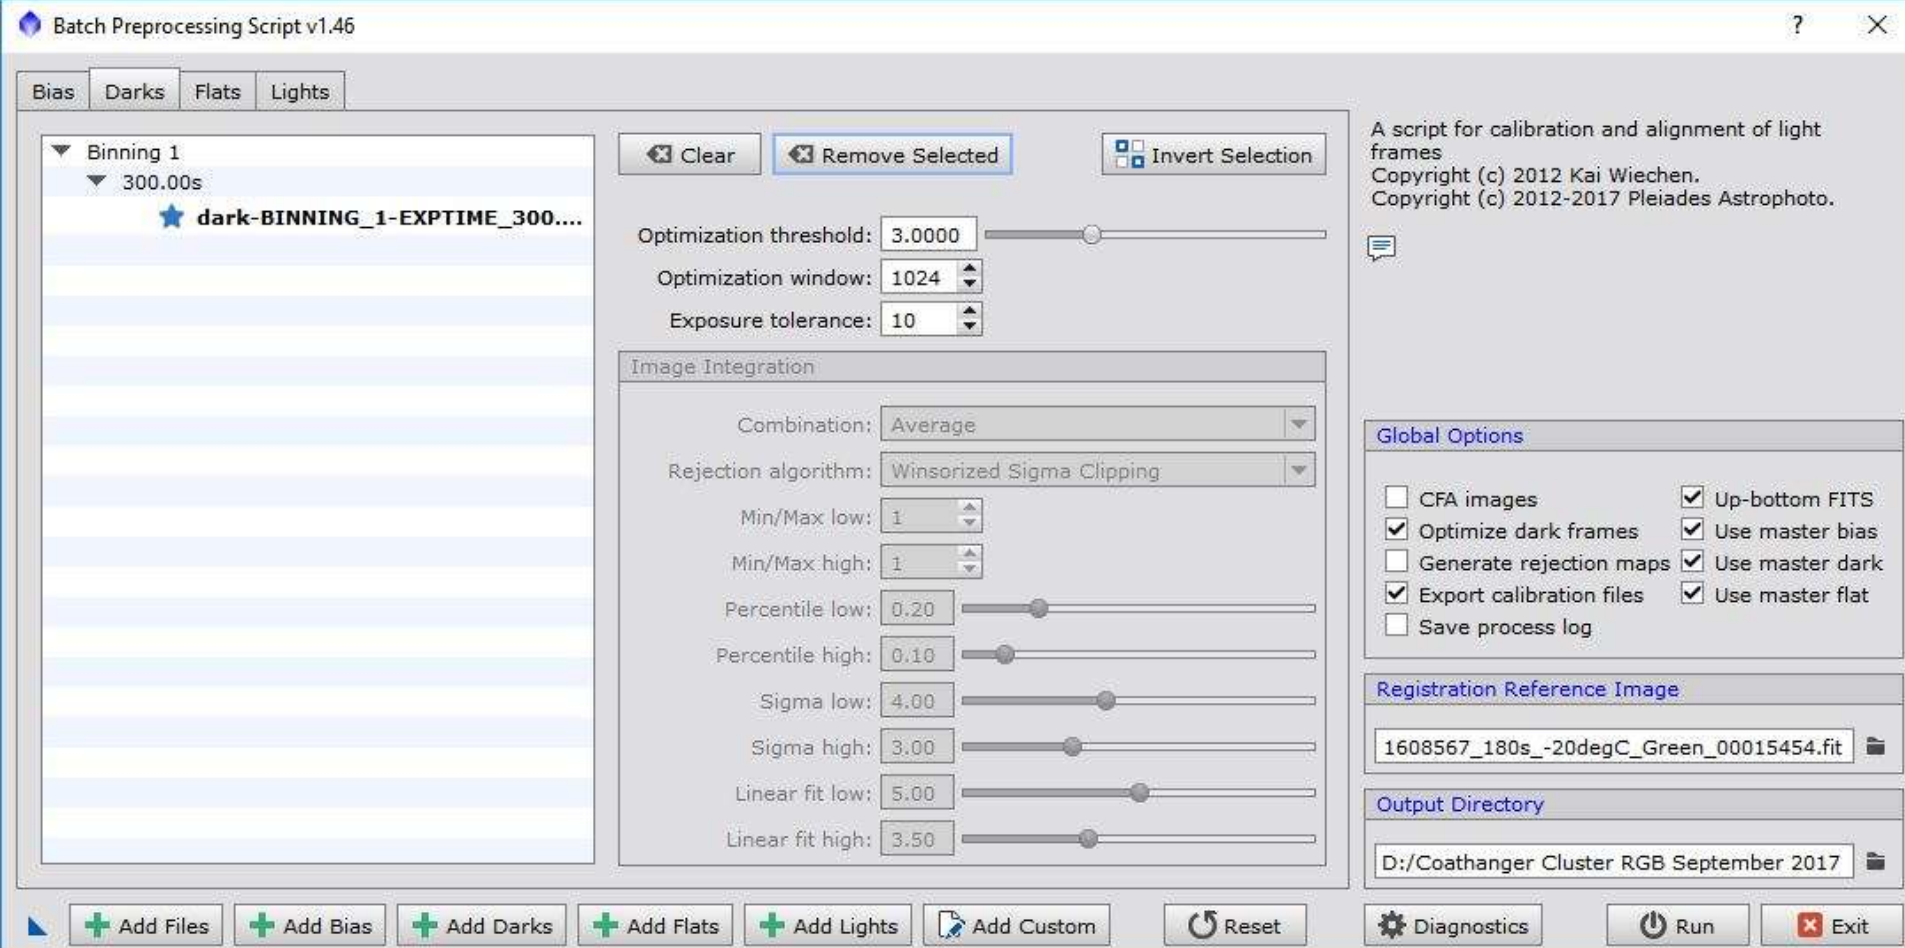 Batch Preprocessing Script v1.46
?
Bias Darks Flats Lights
Binning 1
300.00s
dark-BINNING_1-EXPTIME_300....
Clear Remove Selected Invert Selection
Optimization threshold: 3.0000
Optimization window: 1024
Exposure tolerance: 10
Image Integration
Combination: Average
Rejection algorithm: Winsorized Sigma Clipping
Min/Max low: 1
Min/Max high: 1
Percentile low: 0.20
Percentile high: 0.10
Sigma low: 4.00
Sigma high: 3.00
Linear fit low: 5.00
Linear fit high: 3.50
A script for calibration and alignment of light
frames
Copyright (c) 2012 Kai Wiechen.
Copyright (c) 2012-2017 Pleiades Astrophoto.
Global Options
CFA images Up-bottom FITS
Optimize dark frames Use master bias
Generate rejection maps Use master dark
Export calibration files Use master flat
Save process log
Registration Reference Image
1608567_180s_-20degC_Green_00015454.fit
Output Directory
D:/Coathanger Cluster RGB September 2017
Add Files Add Bias Add Darks Add Flats Add Lights Add Custom Reset Diagnostics Run Exit